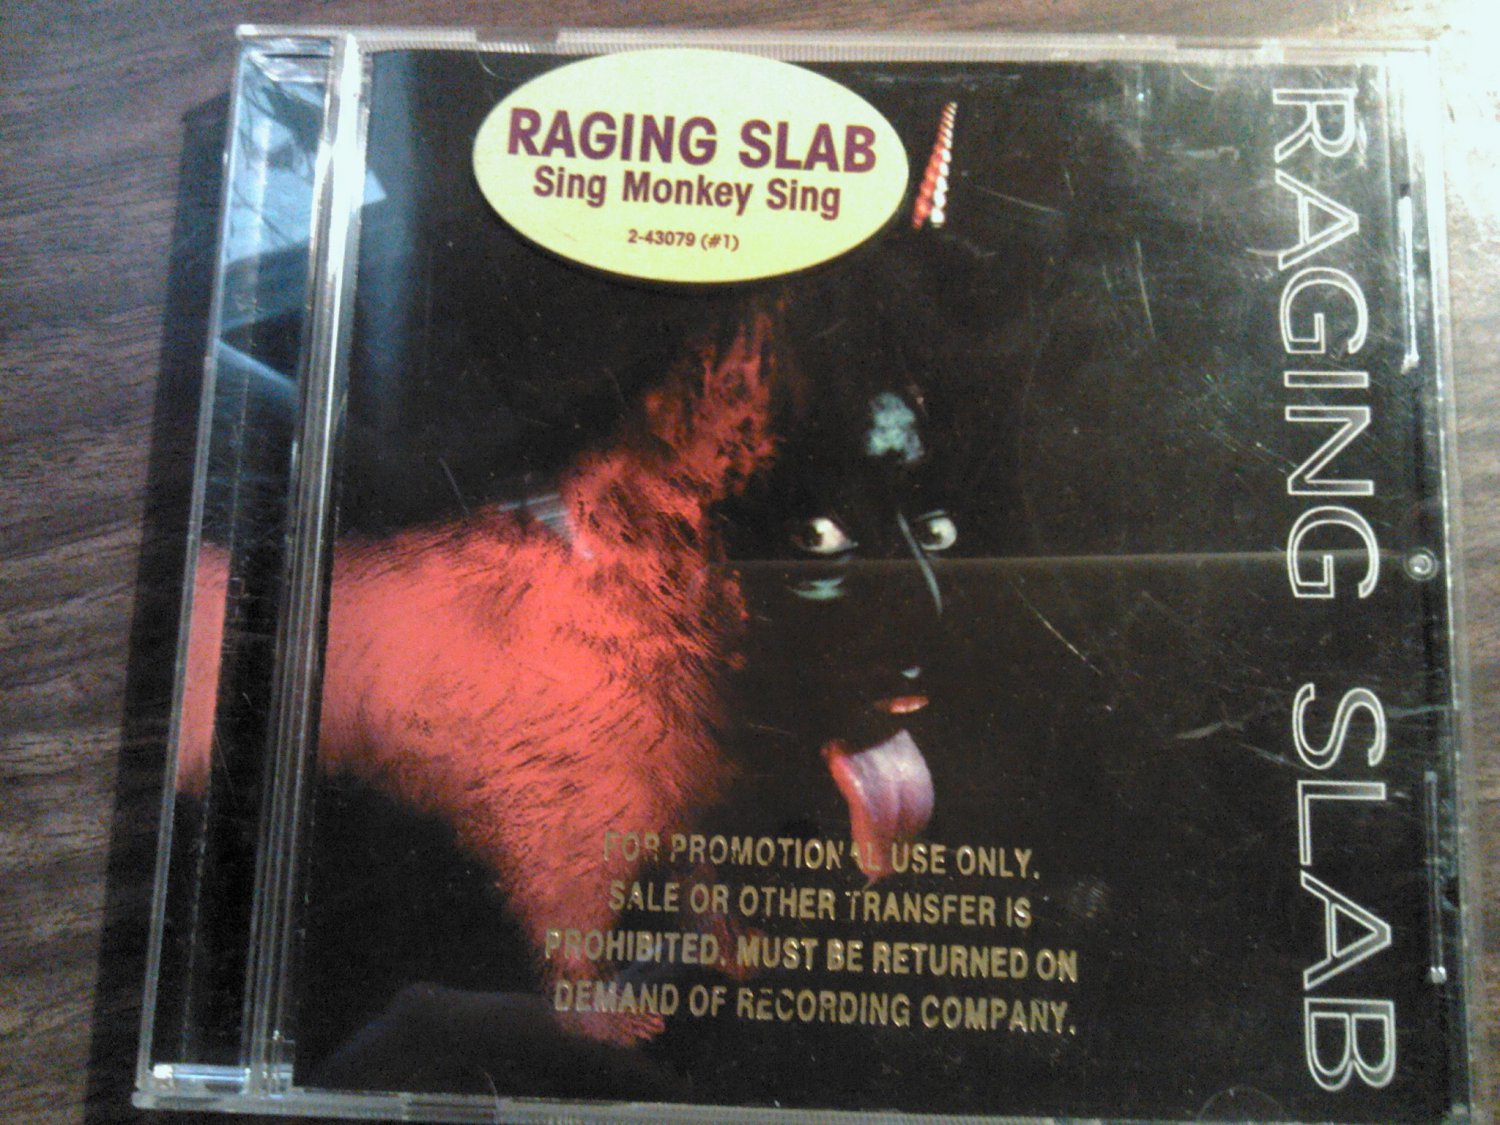 RAGING SLAB
Sing Monkey Sing
2-43079 (#1)
RAGING SLAB
FOR PROMOTIONAL USE ONLY.
SALE OR OTHER TRANSFER IS
PROHIBITED. MUST BE RETURNED ON
DEMAND OF RECORDING COMPANY.